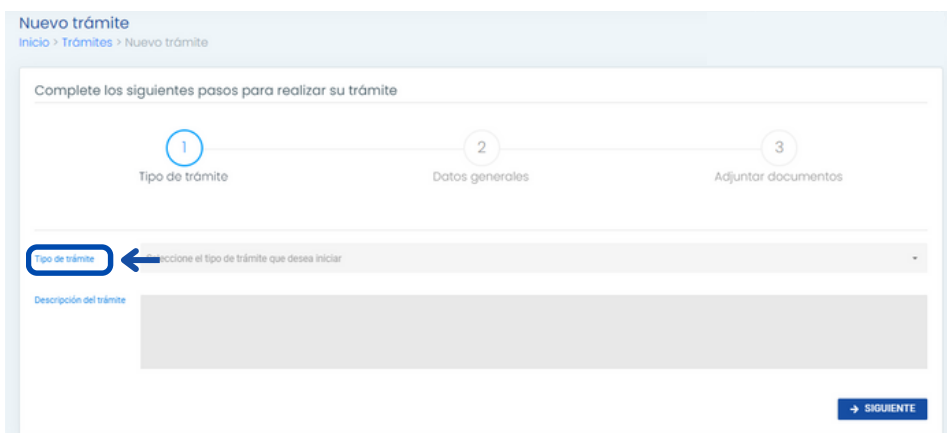 Nuevo trámite
Inicio > Trámites > Nuevo trámite
Complete los siguientes pasos para realizar su trámite
1 2 3
Tipo de trámite Datos generales Adjuntar documentos
Tipo de trámite el tipo de trámite que desea iniciar
Descripción del trámite
→ SIGUIENTE